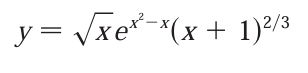 y = √x e^{x²−x}(x + 1)^{2/3}